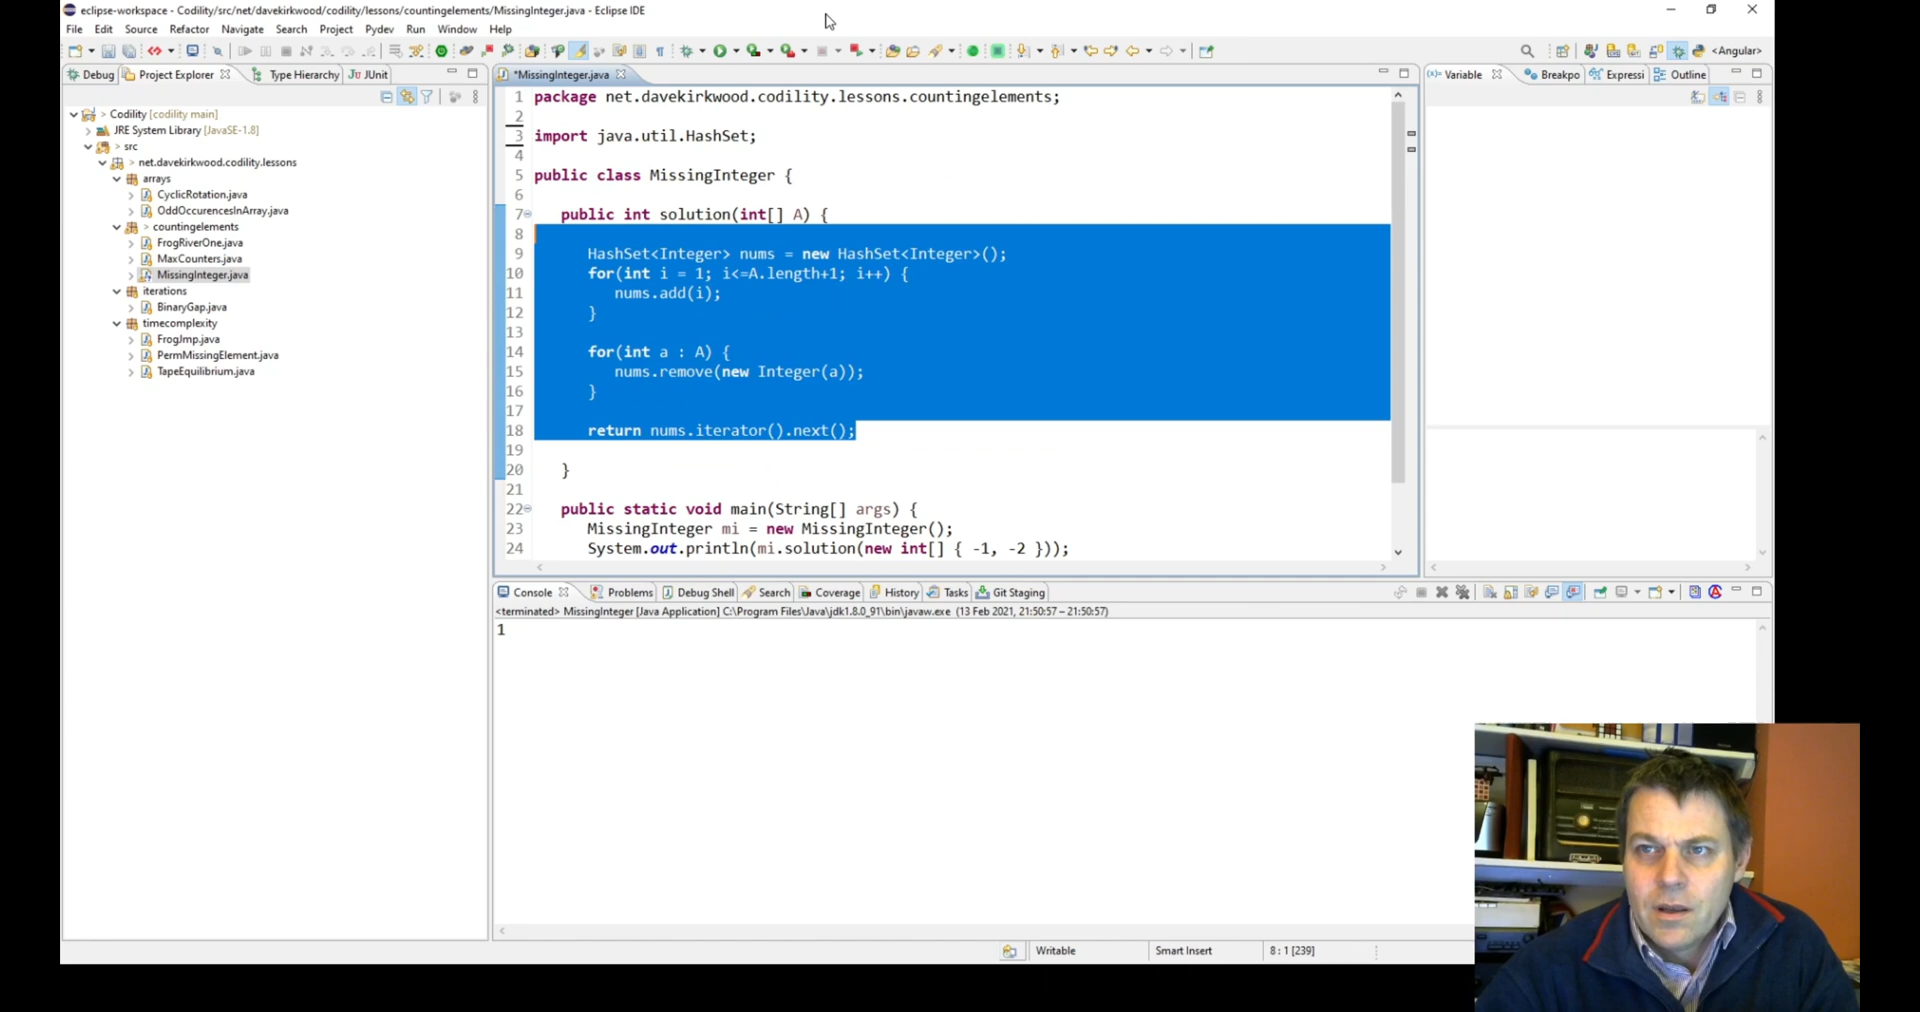 eclipse-workspace - Codility/src/net/davekirkwood/codility/lessons/countingelements/MissingInteger.java - Eclipse IDE
File Edit Source Refactor Navigate Search Project Pydev Run Window Help
<Angular>
Debug Project Explorer Type Hierarchy JUnit
Codility [codility main]
JRE System Library [JavaSE-1.8]
src
net.davekirkwood.codility.lessons
arrays
CyclicRotation.java
OddOccurencesInArray.java
countingelements
FrogRiverOne.java
MaxCounters.java
MissingInteger.java
iterations
BinaryGap.java
timecomplexity
FrogJmp.java
PermMissingElement.java
TapeEquilibrium.java
*MissingInteger.java
1 package net.davekirkwood.codility.lessons.countingelements;
2
3 import java.util.HashSet;
4
5 public class MissingInteger {
6
7 public int solution(int[] A) {
8
9 HashSet<Integer> nums = new HashSet<Integer>();
10 for(int i = 1; i<=A.length+1; i++) {
11 nums.add(i);
12 }
13
14 for(int a : A) {
15 nums.remove(new Integer(a));
16 }
17
18 return nums.iterator().next();
19
20 }
21
22 public static void main(String[] args) {
23 MissingInteger mi = new MissingInteger();
24 System.out.println(mi.solution(new int[] { -1, -2 }));
Variable Breakpo Expressi Outline
Console Problems Debug Shell Search Coverage History Tasks Git Staging
<terminated> MissingInteger [Java Application] C:\Program Files\Java\jdk1.8.0_91\bin\javaw.exe (13 Feb 2021, 21:50:57 – 21:50:57)
1
Writable Smart Insert 8 : 1 [239]